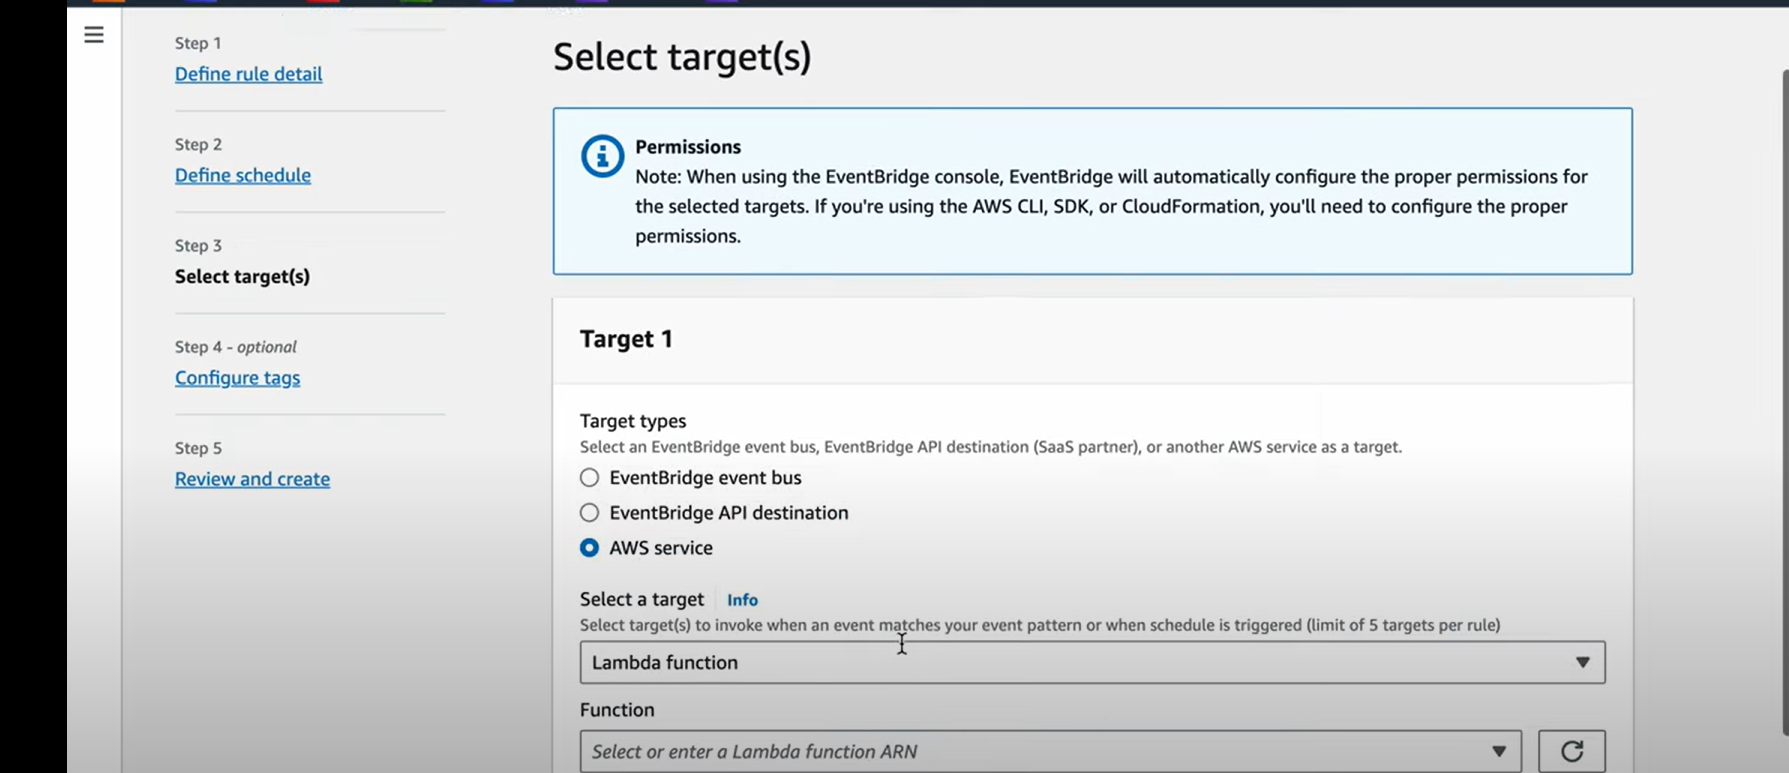 Step 1
Define rule detail
Step 2
Define schedule
Step 3
Select target(s)
Step 4 - optional
Configure tags
Step 5
Review and create
Select target(s)
Permissions
Note: When using the EventBridge console, EventBridge will automatically configure the proper permissions for
the selected targets. If you're using the AWS CLI, SDK, or CloudFormation, you'll need to configure the proper
permissions.
Target 1
Target types
Select an EventBridge event bus, EventBridge API destination (SaaS partner), or another AWS service as a target.
EventBridge event bus
EventBridge API destination
AWS service
Select a target Info
Select target(s) to invoke when an event matches your event pattern or when schedule is triggered (limit of 5 targets per rule)
Lambda function
Function
Select or enter a Lambda function ARN